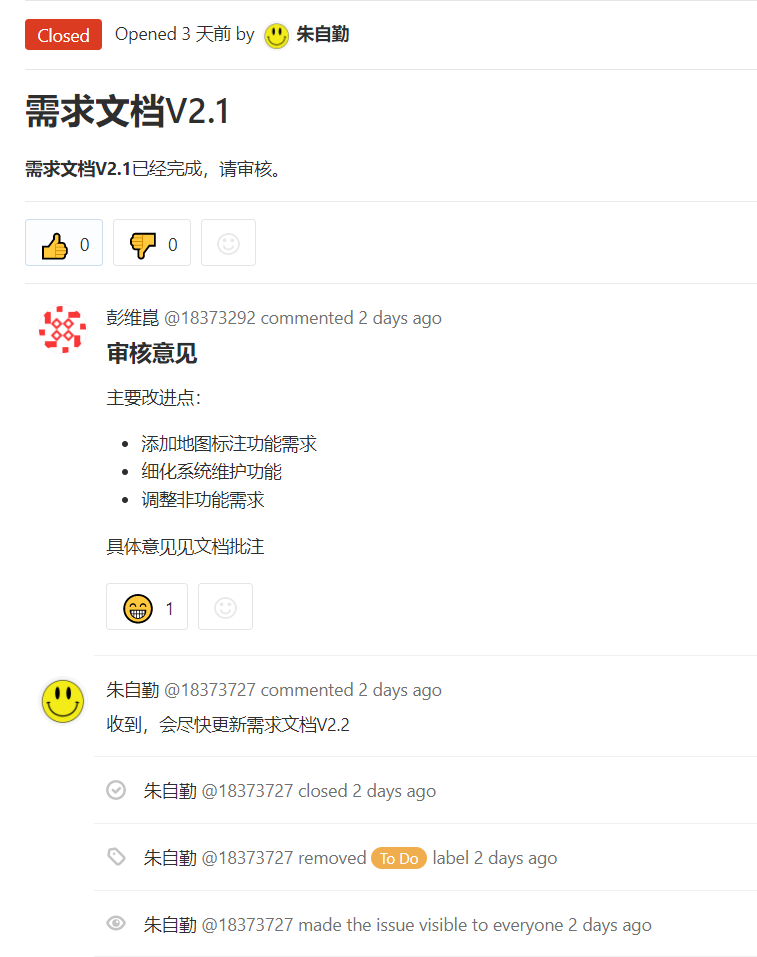 Closed Opened 3 天前 by 朱自勤
需求文档V2.1
需求文档V2.1已经完成，请审核。
0 0
彭维崑 @18373292 commented 2 days ago
审核意见
主要改进点：
添加地图标注功能需求
细化系统维护功能
调整非功能需求
具体意见见文档批注
1
朱自勤 @18373727 commented 2 days ago
收到，会尽快更新需求文档V2.2
朱自勤 @18373727 closed 2 days ago
朱自勤 @18373727 removed To Do label 2 days ago
朱自勤 @18373727 made the issue visible to everyone 2 days ago